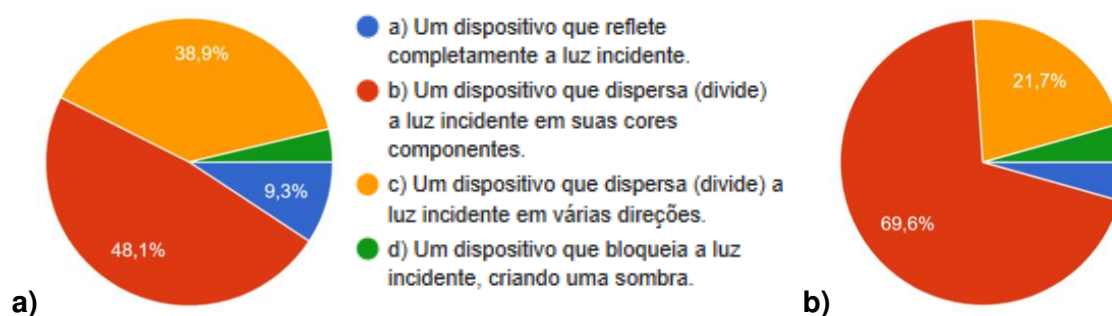 38,9%
9,3%
48,1%
a)
a) Um dispositivo que reflete
completamente a luz incidente.
b) Um dispositivo que dispersa (divide)
a luz incidente em suas cores
componentes.
c) Um dispositivo que dispersa (divide) a
luz incidente em várias direções.
d) Um dispositivo que bloqueia a luz
incidente, criando uma sombra.
21,7%
69,6%
b)